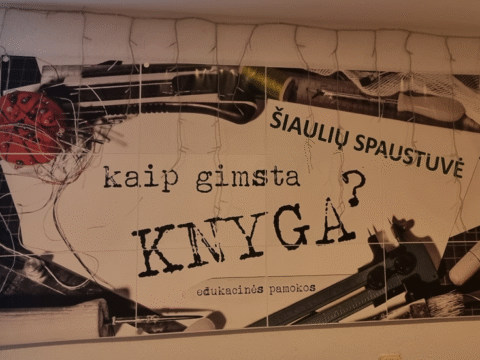 ŠIAULIŲ SPAUSTUVĖ
kaip gimsta
KNYGA?
edukacinės pamokos